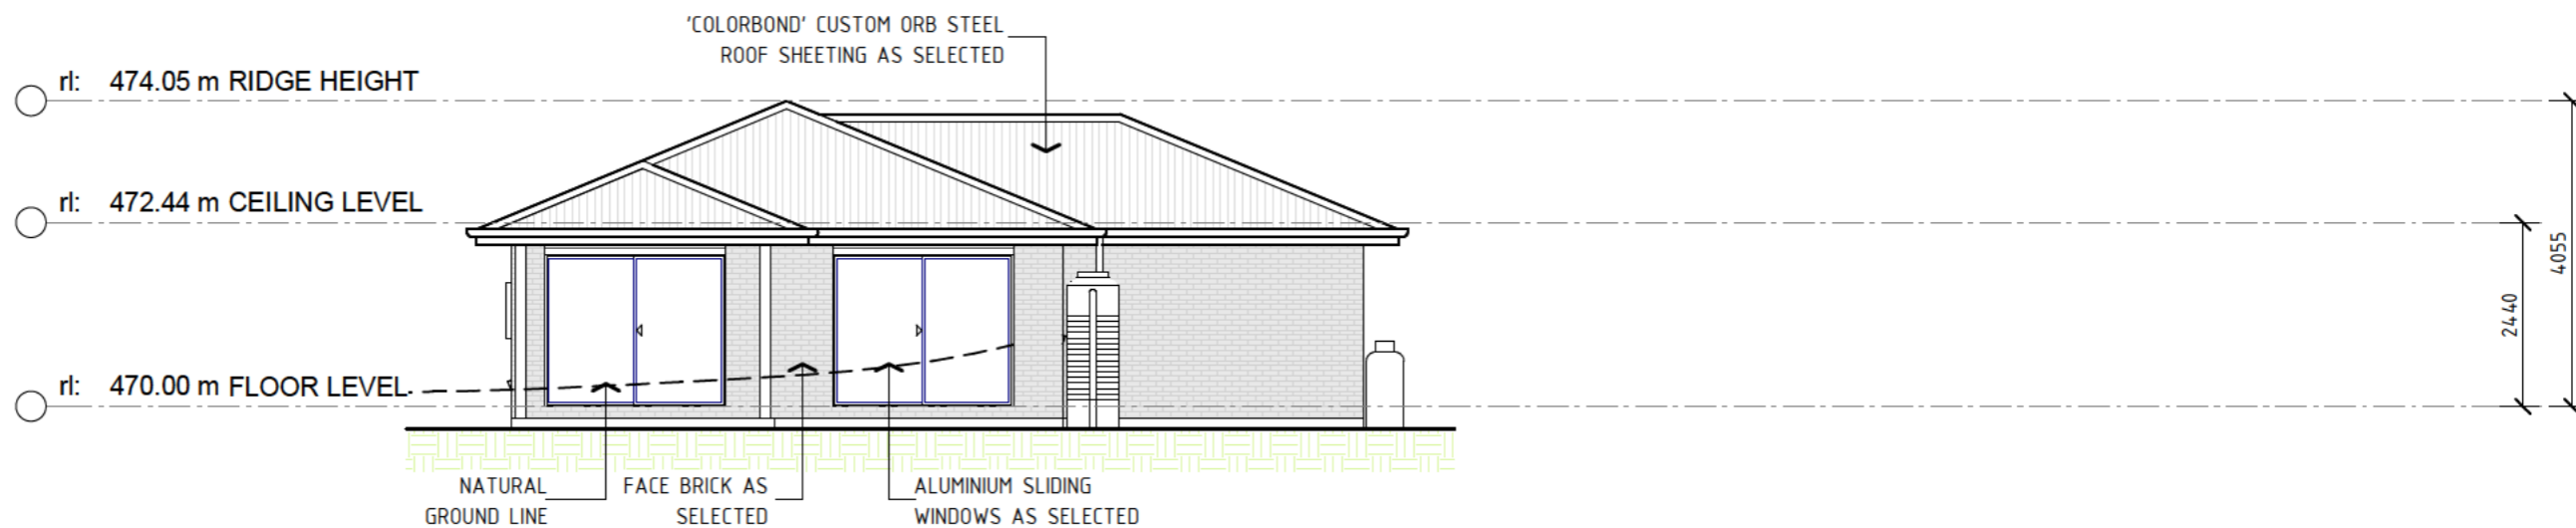 'COLORBOND' CUSTOM ORB STEEL
ROOF SHEETING AS SELECTED
rl: 474.05 m RIDGE HEIGHT
rl: 472.44 m CEILING LEVEL
4055
2440
rl: 470.00 m FLOOR LEVEL
NATURAL
GROUND LINE
FACE BRICK AS
SELECTED
ALUMINIUM SLIDING
WINDOWS AS SELECTED